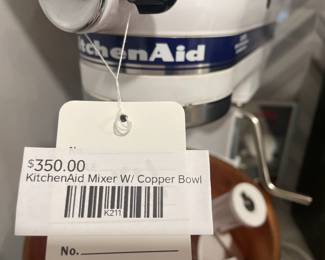 KitchenAid
N
$350.00
KitchenAid Mixer W/ Copper Bowl
K211
No.